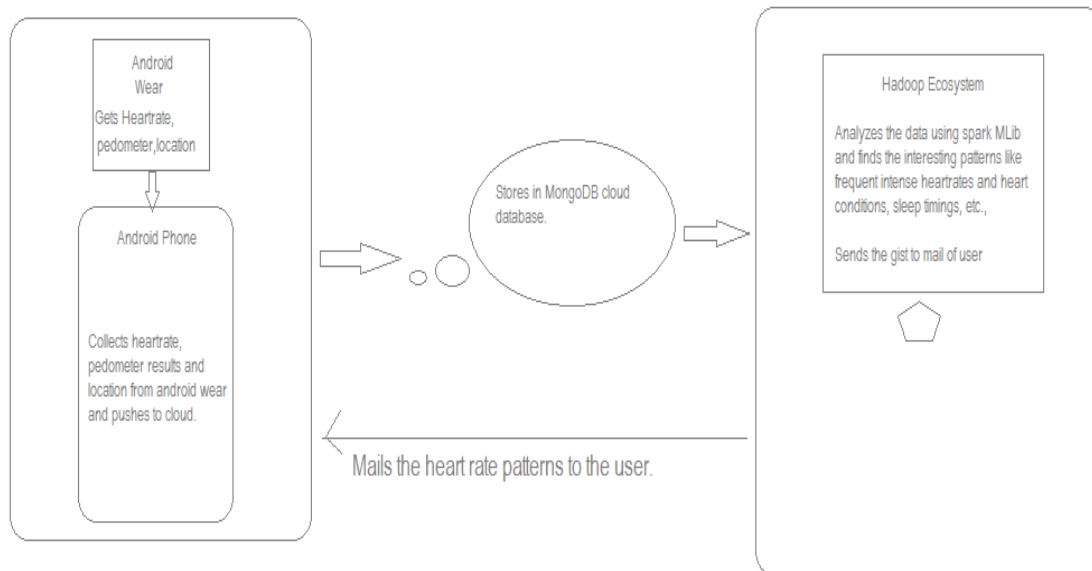 Android
Wear
Gets Heartrate,
pedometer,location
Android Phone
Collects heartrate,
pedometer results and
location from android wear
and pushes to cloud.
Stores in MongoDB cloud
database.
Hadoop Ecosystem
Analyzes the data using spark MLib
and finds the interesting patterns like
frequent intense heartrates and heart
conditions, sleep timings, etc.,
Sends the gist to mail of user
Mails the heart rate patterns to the user.